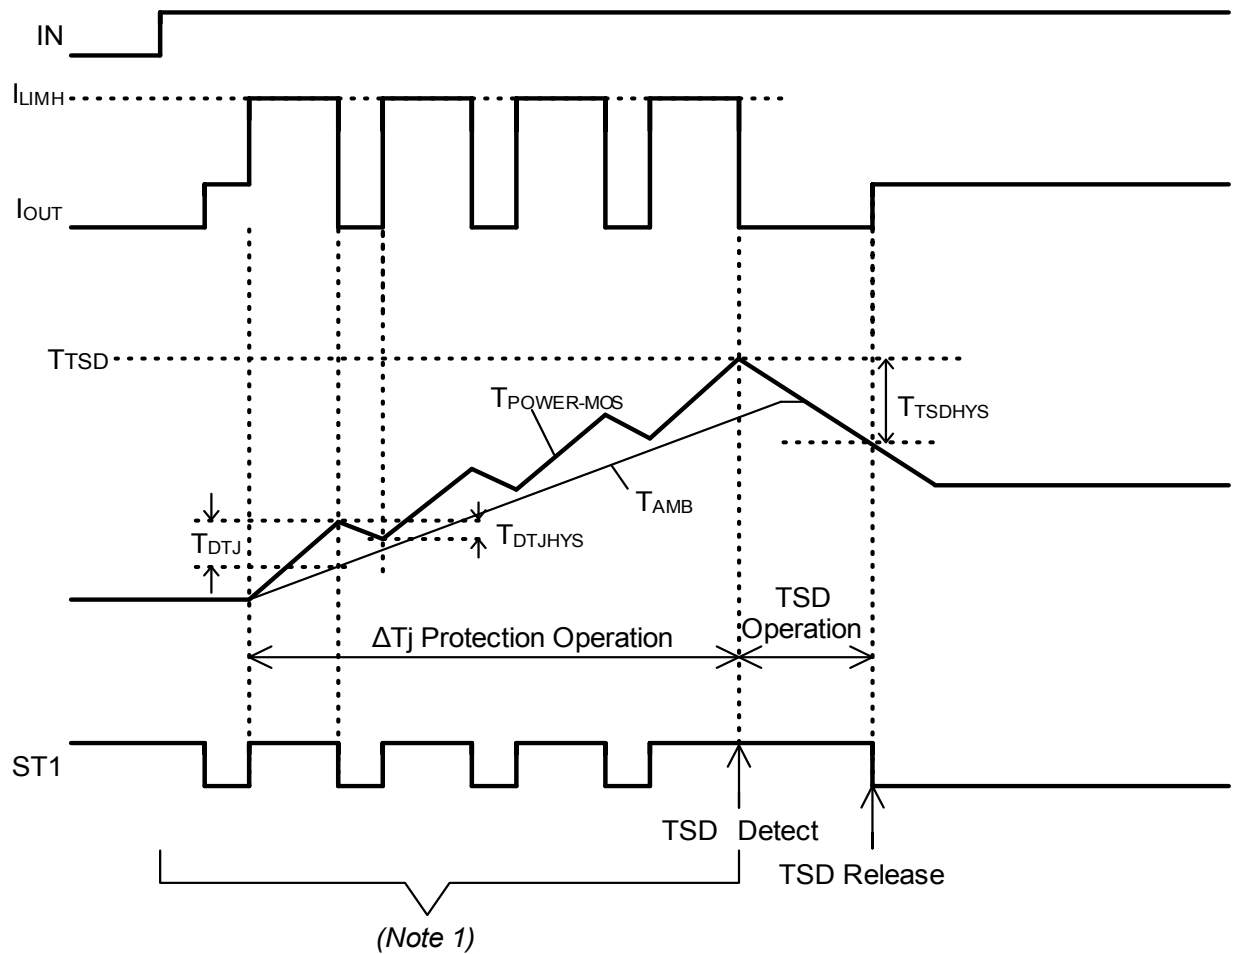 IN
ILIMH
IOUT
TTSD
TPOWER-MOS
TTSDHYS
TAMB
TDTJ
TDTJHYS
TSD
Operation
ΔTj Protection Operation
ST1
TSD Detect
TSD Release
(Note 1)